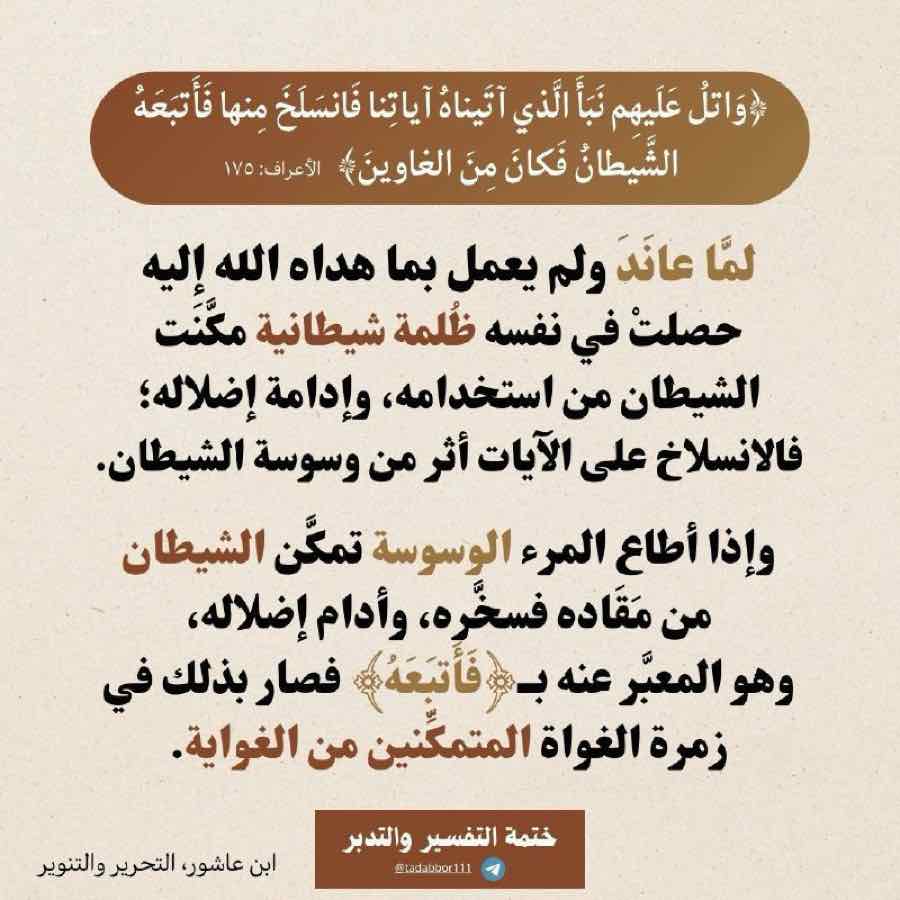 ﴿وَاتلُ عَلَيهِم نَبَأَ الَّذي آتَيناهُ آياتِنا فَانسَلَخَ مِنها فَأَتبَعَهُ
الشَّيطانُ فَكانَ مِنَ الغاوينَ﴾ الأعراف: ١٧٥
لمَّا عانَدَ ولم يعمل بما هداه الله إليه
حصلتْ في نفسه ظُلمة شيطانية مكَّنَت
الشيطان من استخدامه، وإدامة إضلاله؛
فالانسلاخ على الآيات أثر من وسوسة الشيطان.
وإذا أطاع المرء الوسوسة تمكَّن الشيطان
من مَقَاده فسخَّره، وأدام إضلاله،
وهو المعبَّر عنه بـ﴿فَأَتبَعَهُ﴾ فصار بذلك في
زمرة الغواة المتمكِّنين من الغواية.
ختمة التفسير والتدبر
@tadabbor111
ابن عاشور، التحرير والتنوير